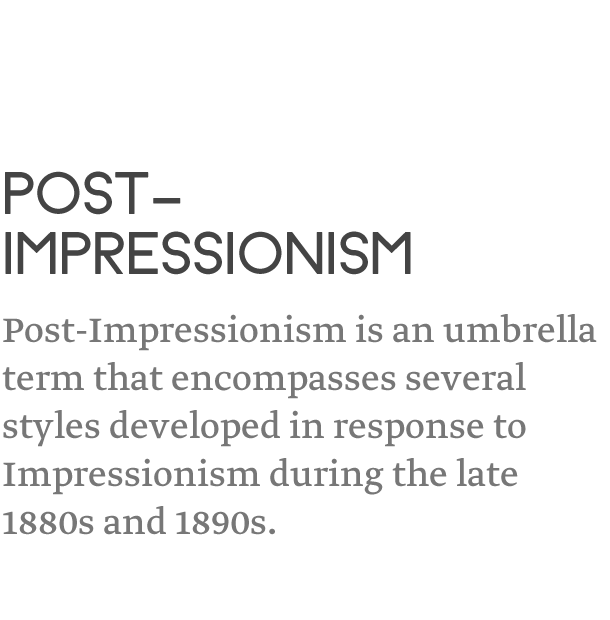 POST–
IMPRESSIONISM
Post-Impressionism is an umbrella
term that encompasses several
styles developed in response to
Impressionism during the late
1880s and 1890s.